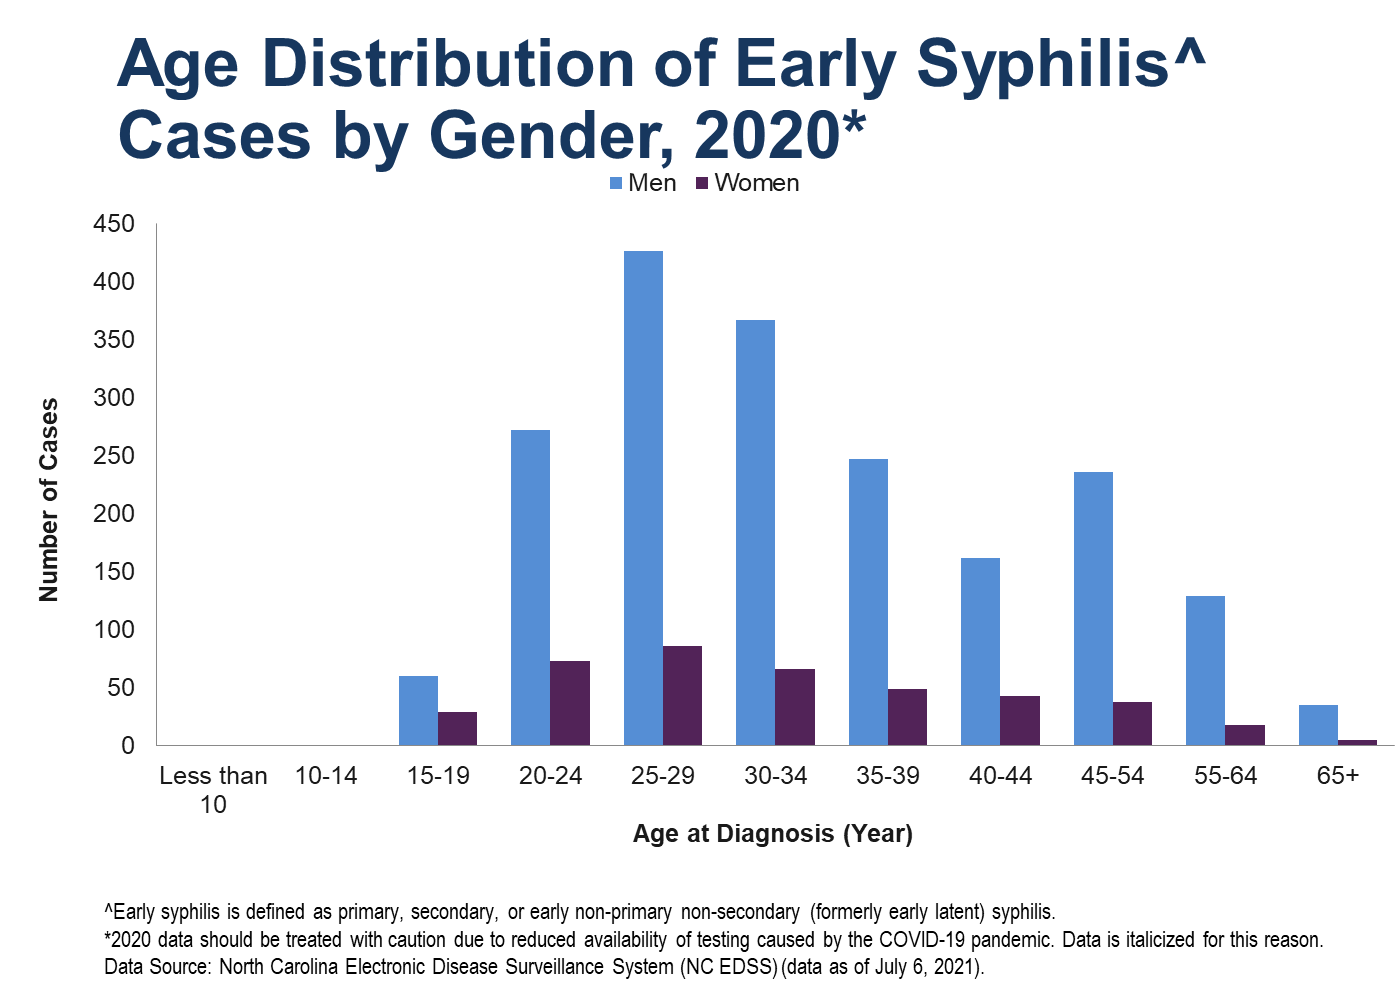 Age Distribution of Early Syphilis^
Cases by Gender, 2020*
Men Women
450
400
350
300
250
200
150
100
50
0
Number of Cases
Less than 10-14 15-19 20-24 25-29 30-34 35-39 40-44 45-54 55-64 65+
10
Age at Diagnosis (Year)
^Early syphilis is defined as primary, secondary, or early non-primary non-secondary (formerly early latent) syphilis.
*2020 data should be treated with caution due to reduced availability of testing caused by the COVID-19 pandemic. Data is italicized for this reason.
Data Source: North Carolina Electronic Disease Surveillance System (NC EDSS) (data as of July 6, 2021).